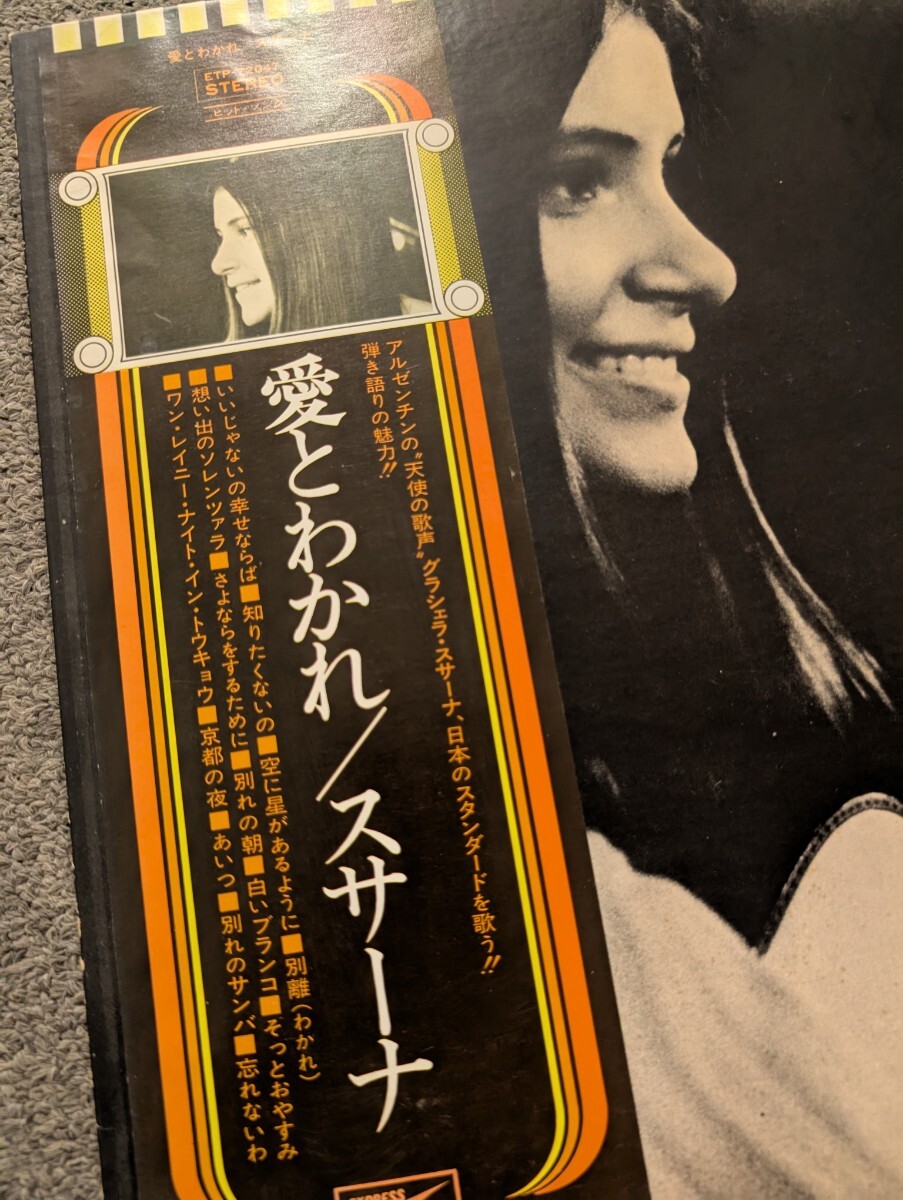 愛とわかれ
STEREO
アルゼンチンの〝天使の歌声〟グラシェラ・スサーナ、日本のスタンダードを歌う!!
弾き語りの魅力!!
愛とわかれ/スサーナ
■いいじゃないの幸せならば■知りたくないの■空に星があるように■別離(わかれ)
■想い出のソレンツァラ■さよならをするために■別れの朝■白いブランコ■そっとおやすみ
■ワン・レイニー・ナイト・イン・トウキョウ■京都の夜■あいつ■別れのサンバ■忘れないわ
EXPRESS